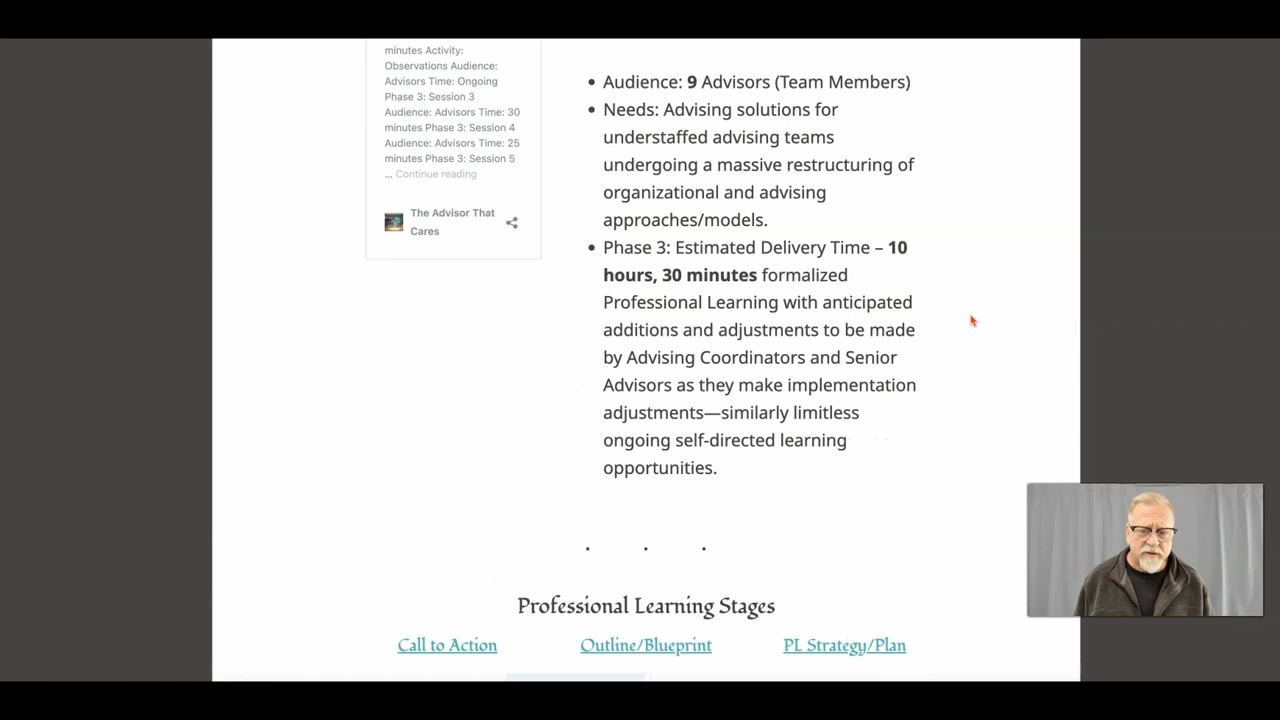 minutes Activity:
Observations Audience:
Advisors Time: Ongoing
Phase 3: Session 3
Audience: Advisors Time: 30
minutes Phase 3: Session 4
Audience: Advisors Time: 25
minutes Phase 3: Session 5
... Continue reading
The Advisor That
Cares
• Audience: 9 Advisors (Team Members)
• Needs: Advising solutions for
understaffed advising teams
undergoing a massive restructuring of
organizational and advising
approaches/models.
• Phase 3: Estimated Delivery Time – 10
hours, 30 minutes formalized
Professional Learning with anticipated
additions and adjustments to be made
by Advising Coordinators and Senior
Advisors as they make implementation
adjustments—similarly limitless
ongoing self-directed learning
opportunities.
. . .
Professional Learning Stages
Call to Action
Outline/Blueprint
PL Strategy/Plan